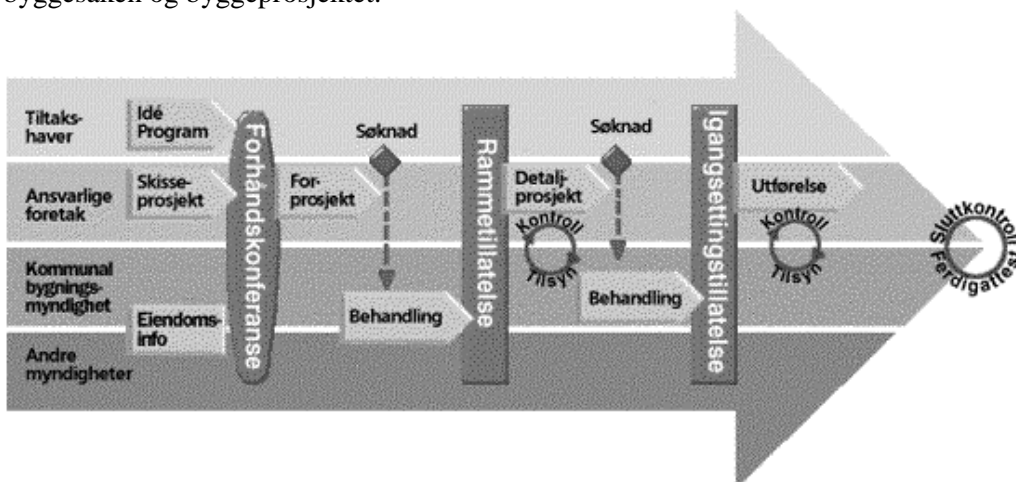 byggesaken og byggeprosjektet.
Tiltaks-
haver
Idé
Program
Forhåndskonferanse
Søknad
Rammetillatelse
Søknad
Igangsettingstillatelse
Ansvarlige
foretak
Skisse-
prosjekt
For-
prosjekt
Detalj-
prosjekt
Kontroll
Tilsyn
Utførelse
Kontroll
Tilsyn
Sluttkontroll
Ferdigattest
Kommunal
bygnings-
myndighet
Eiendoms-
info
Behandling
Behandling
Andre
myndigheter